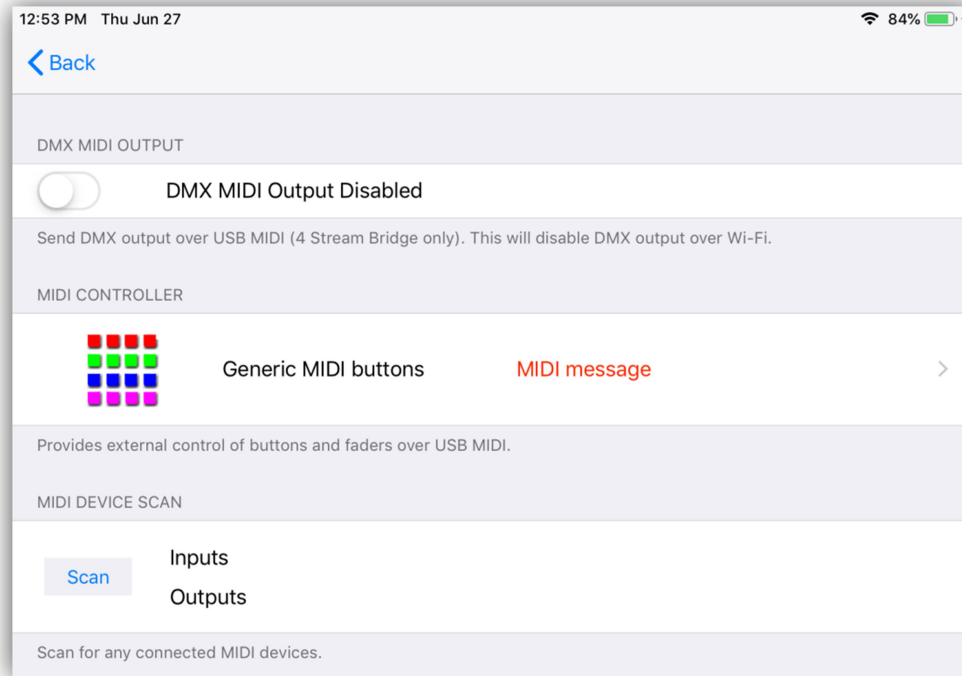 12:53 PM Thu Jun 27
84%
Back
DMX MIDI OUTPUT
DMX MIDI Output Disabled
Send DMX output over USB MIDI (4 Stream Bridge only). This will disable DMX output over Wi-Fi.
MIDI CONTROLLER
Generic MIDI buttons
MIDI message
Provides external control of buttons and faders over USB MIDI.
MIDI DEVICE SCAN
Scan
Inputs
Outputs
Scan for any connected MIDI devices.